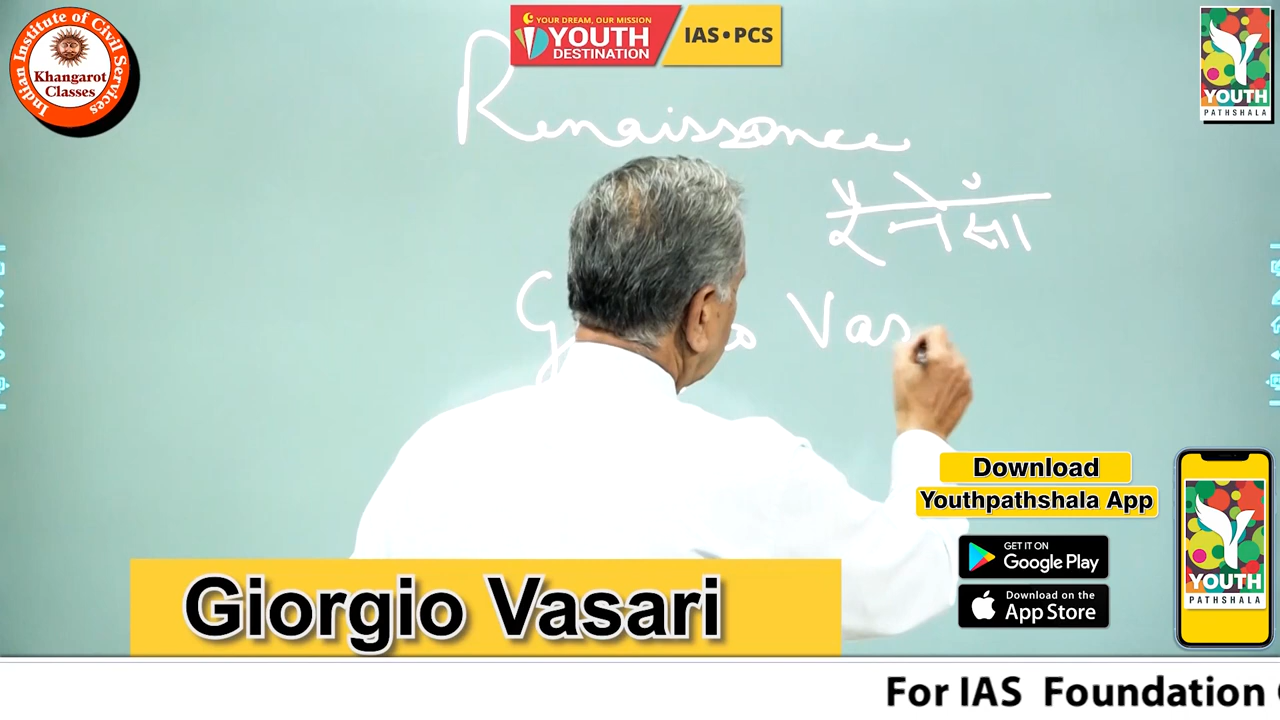 Indian Institute of Civil Services
Khangarot
Classes
YOUR DREAM, OUR MISSION
YOUTH
DESTINATION
IAS • PCS
YOUTH
PATHSHALA
Renaissance
Vas
Download
Youthpathshala App
GET IT ON
Google Play
Download on the
App Store
YOUTH
PATHSHALA
Giorgio Vasari
For IAS Foundation